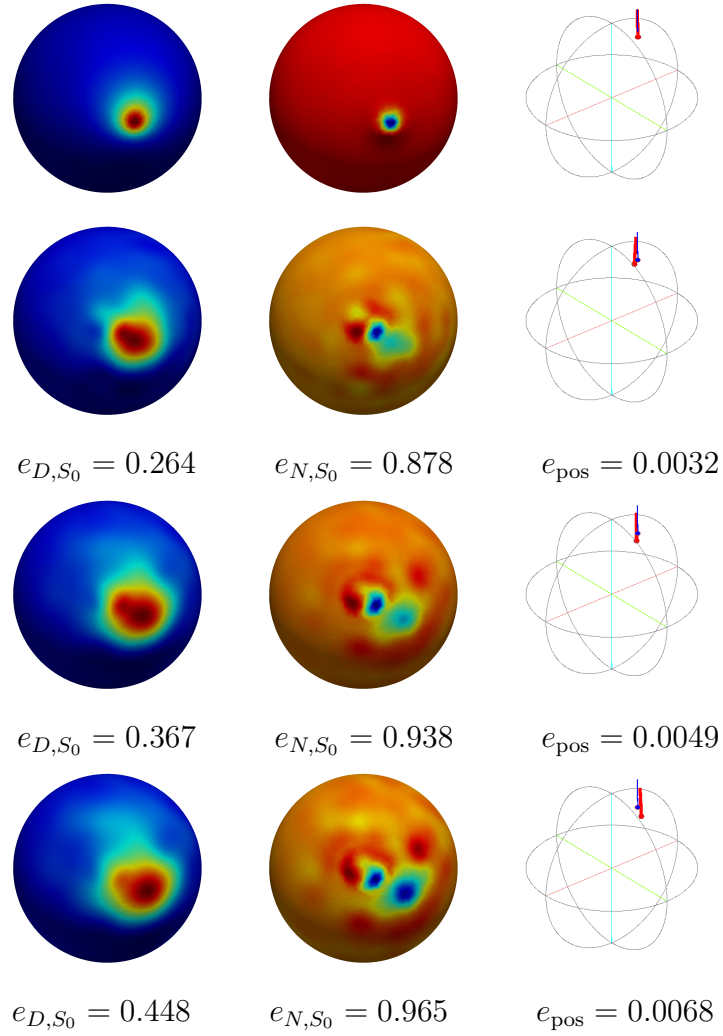 e_{D,S_0} = 0.264 e_{N,S_0} = 0.878 e_{pos} = 0.0032
e_{D,S_0} = 0.367 e_{N,S_0} = 0.938 e_{pos} = 0.0049
e_{D,S_0} = 0.448 e_{N,S_0} = 0.965 e_{pos} = 0.0068